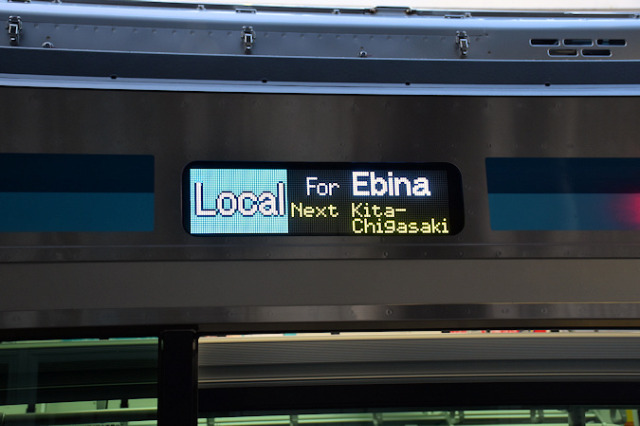 Local For Ebina
Next Kita-
Chigasaki